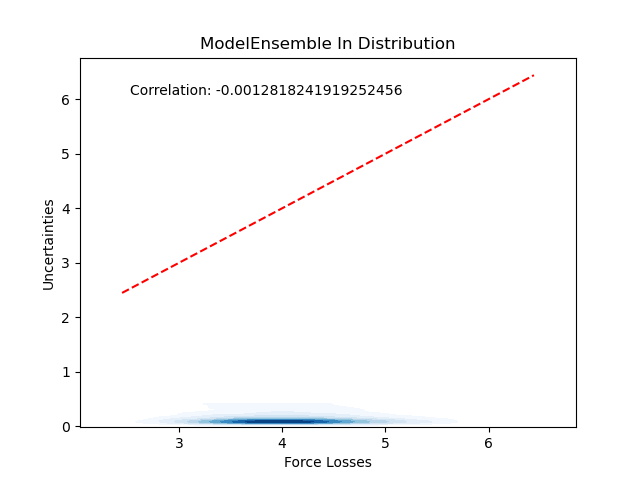 ModelEnsemble In Distribution
Correlation: -0.0012818241919252456
Uncertainties
6
5
4
3
2
1
0
3 4 5 6
Force Losses